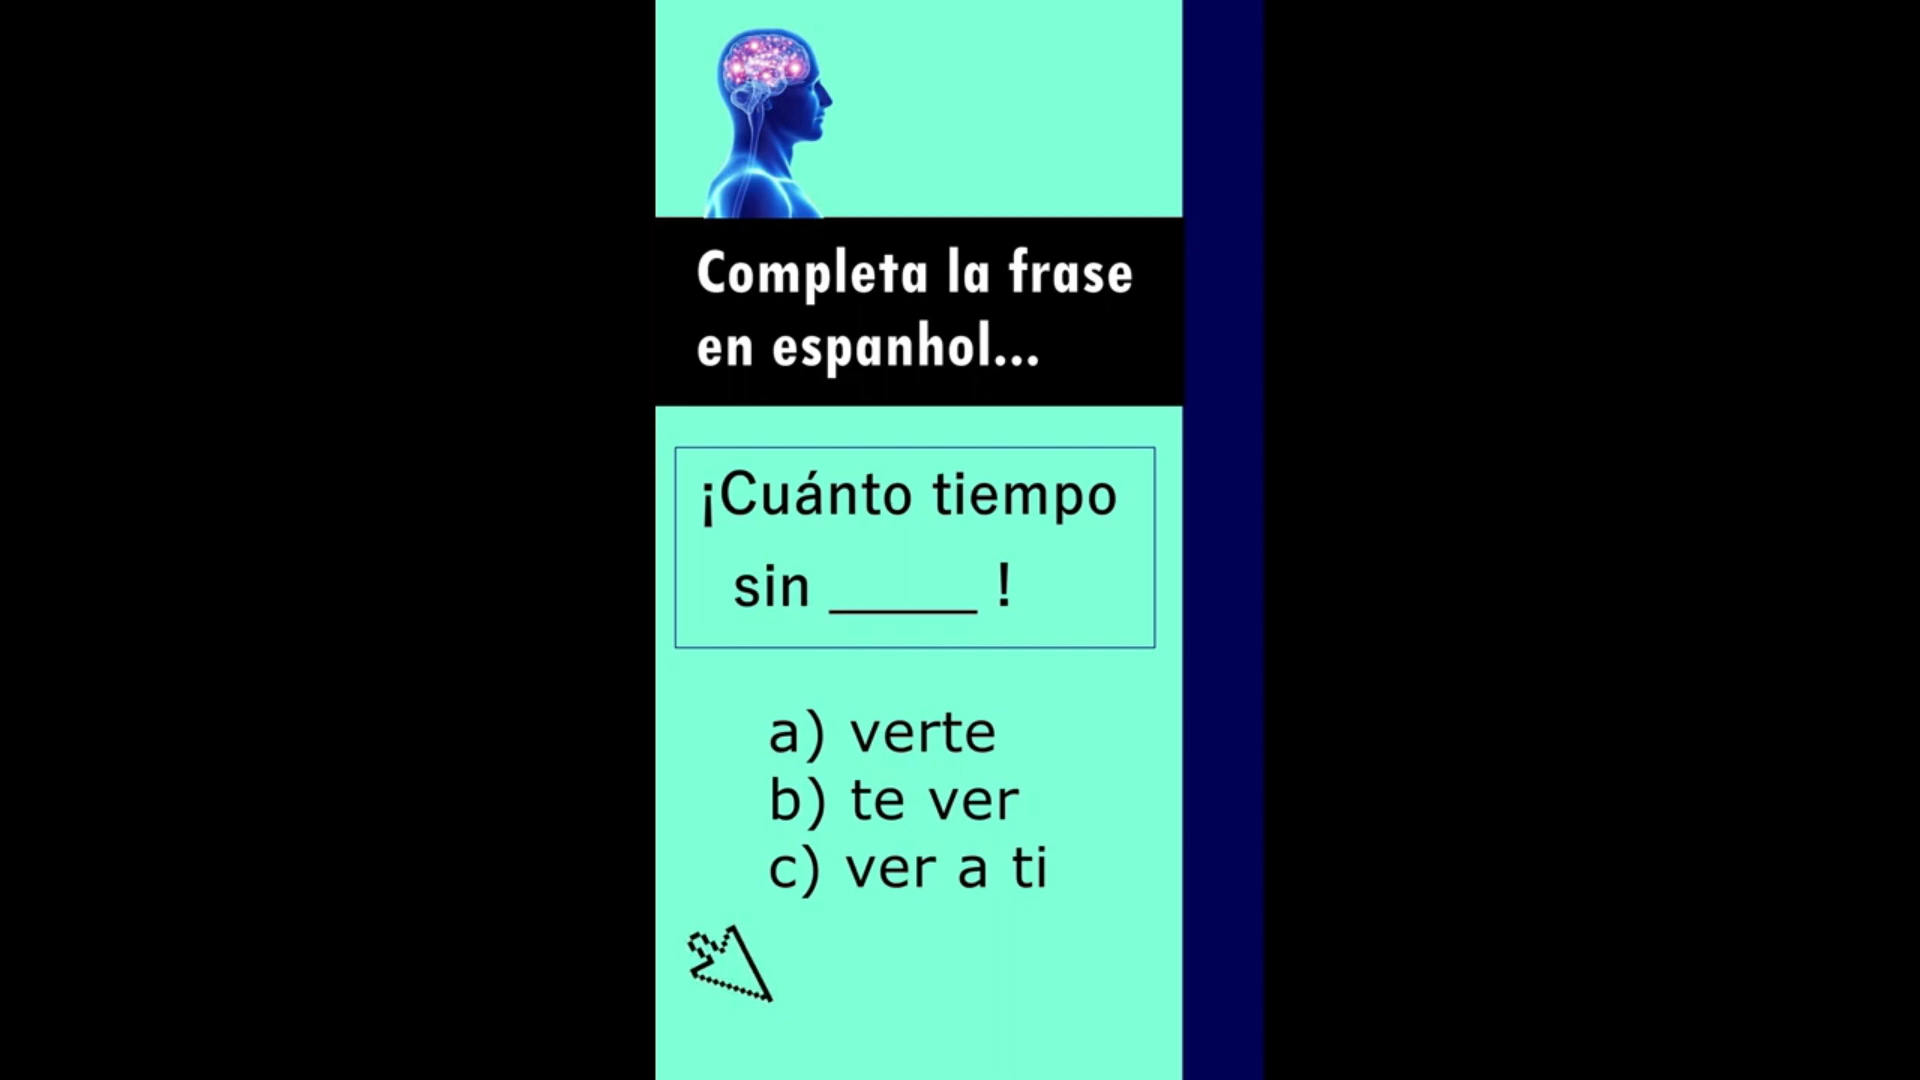 Completa la frase
en espanhol...
¡Cuánto tiempo
sin _____ !
a) verte
b) te ver
c) ver a ti